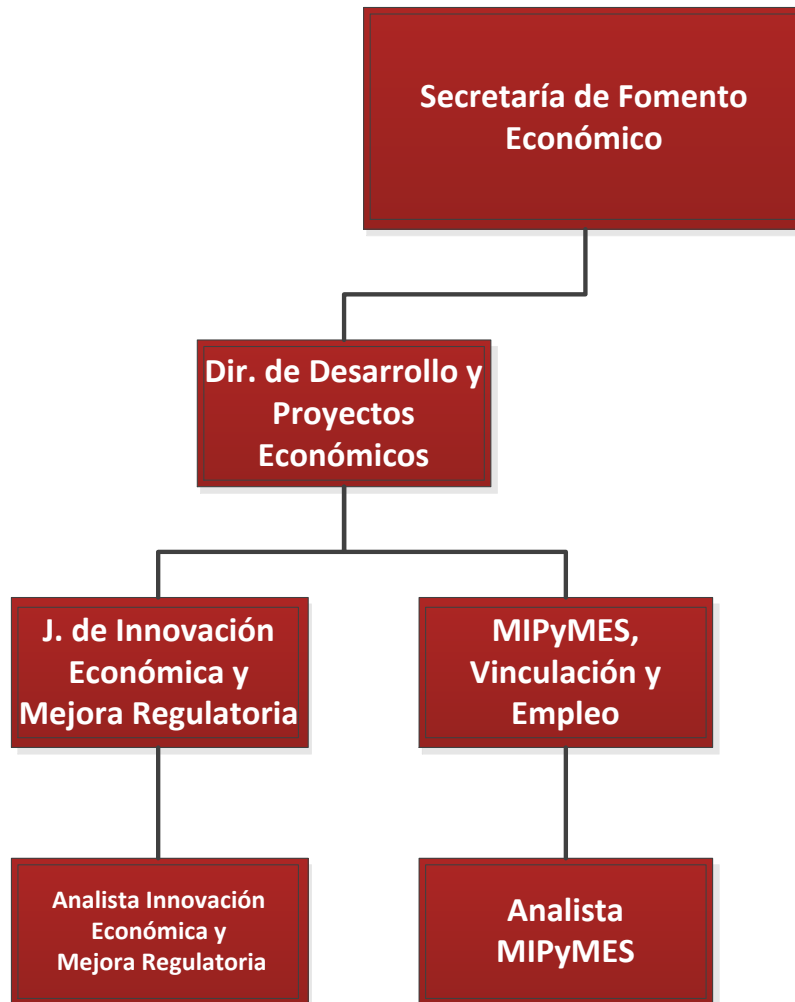 Secretaría de Fomento
Económico
Dir. de Desarrollo y
Proyectos
Económicos
J. de Innovación
Económica y
Mejora Regulatoria
MIPyMES,
Vinculación y
Empleo
Analista Innovación
Económica y
Mejora Regulatoria
Analista
MIPyMES